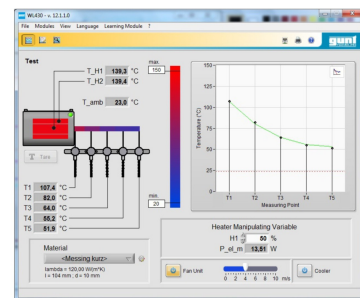 WL430 - v. 12.1.1.0
File Modules View Language Learning Module ?
gunt
Test
T_H1 139,3 °C
T_H2 139,4 °C
T_amb 23,0 °C
max.
150
min.
20
T Tare
T1 107,4 °C
T2 82,0 °C
T3 64,0 °C
T4 55,2 °C
T5 51,9 °C
Material
<Messing kurz>
lambda = 120,00 W/(m*K)
l = 104 mm ; d = 10 mm
Temperature (°C)
150
125
100
75
50
25
0
T1 T2 T3 T4 T5
Measuring Point
Heater Manipulating Variable
H1 50 %
P_el_m 13,51 W
Fan Unit
0 2 4 6 8 10 m/s
Cooler